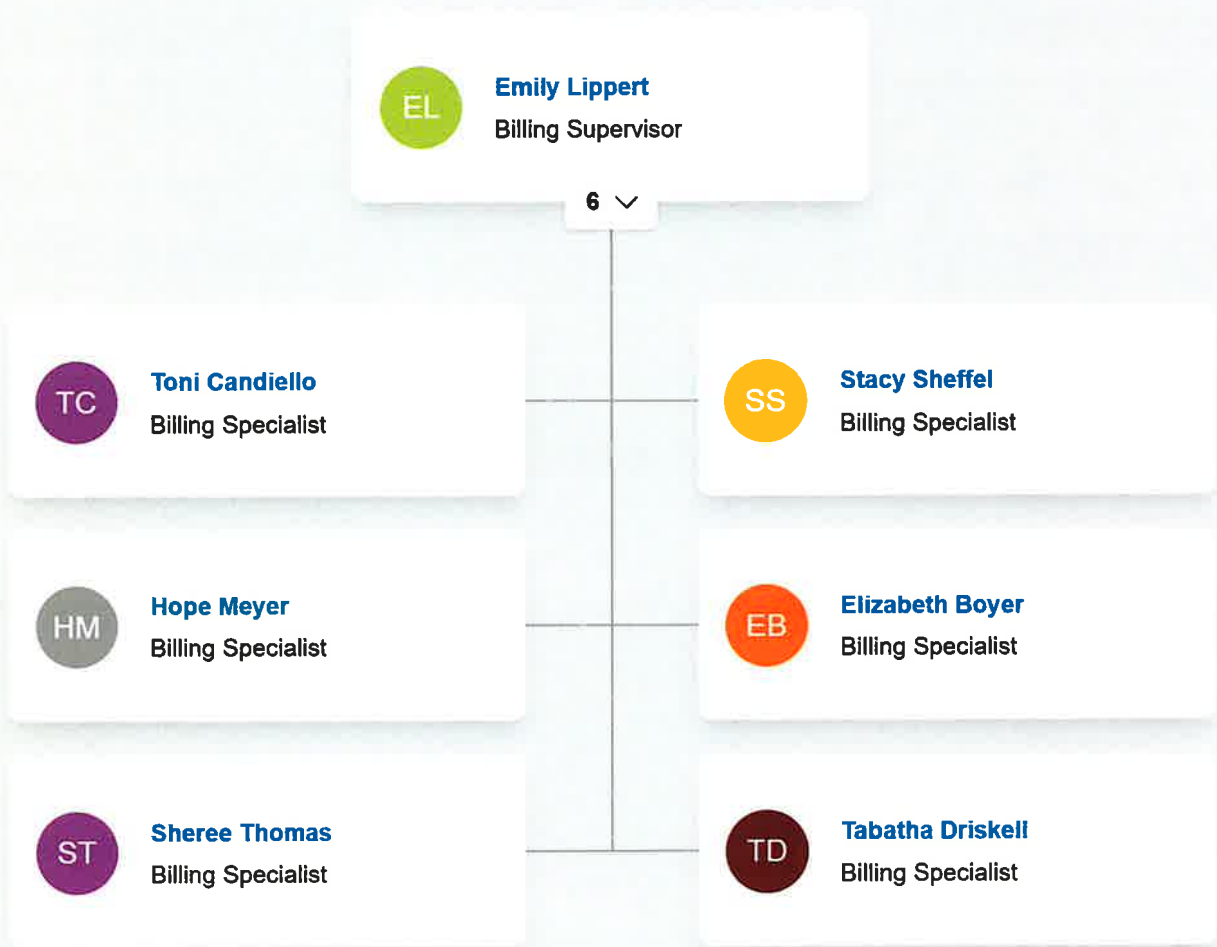 EL
Emily Lippert
Billing Supervisor
6
TC
Toni Candiello
Billing Specialist
SS
Stacy Sheffel
Billing Specialist
HM
Hope Meyer
Billing Specialist
EB
Elizabeth Boyer
Billing Specialist
ST
Sheree Thomas
Billing Specialist
TD
Tabatha Driskell
Billing Specialist